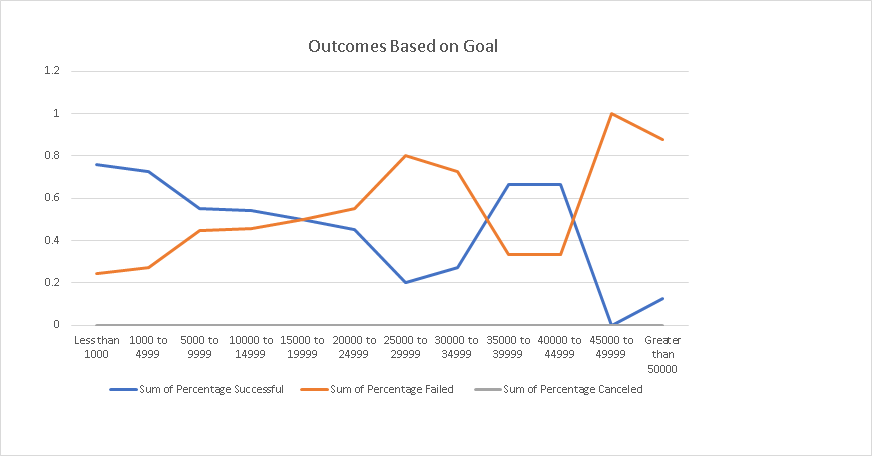 Outcomes Based on Goal
1.2
1
0.8
0.6
0.4
0.2
0
Less than 1000 to 5000 to 10000 to 15000 to 20000 to 25000 to 30000 to 35000 to 40000 to 45000 to Greater
1000 4999 9999 14999 19999 24999 29999 34999 39999 44999 49999 than
50000
Sum of Percentage Successful Sum of Percentage Failed Sum of Percentage Canceled